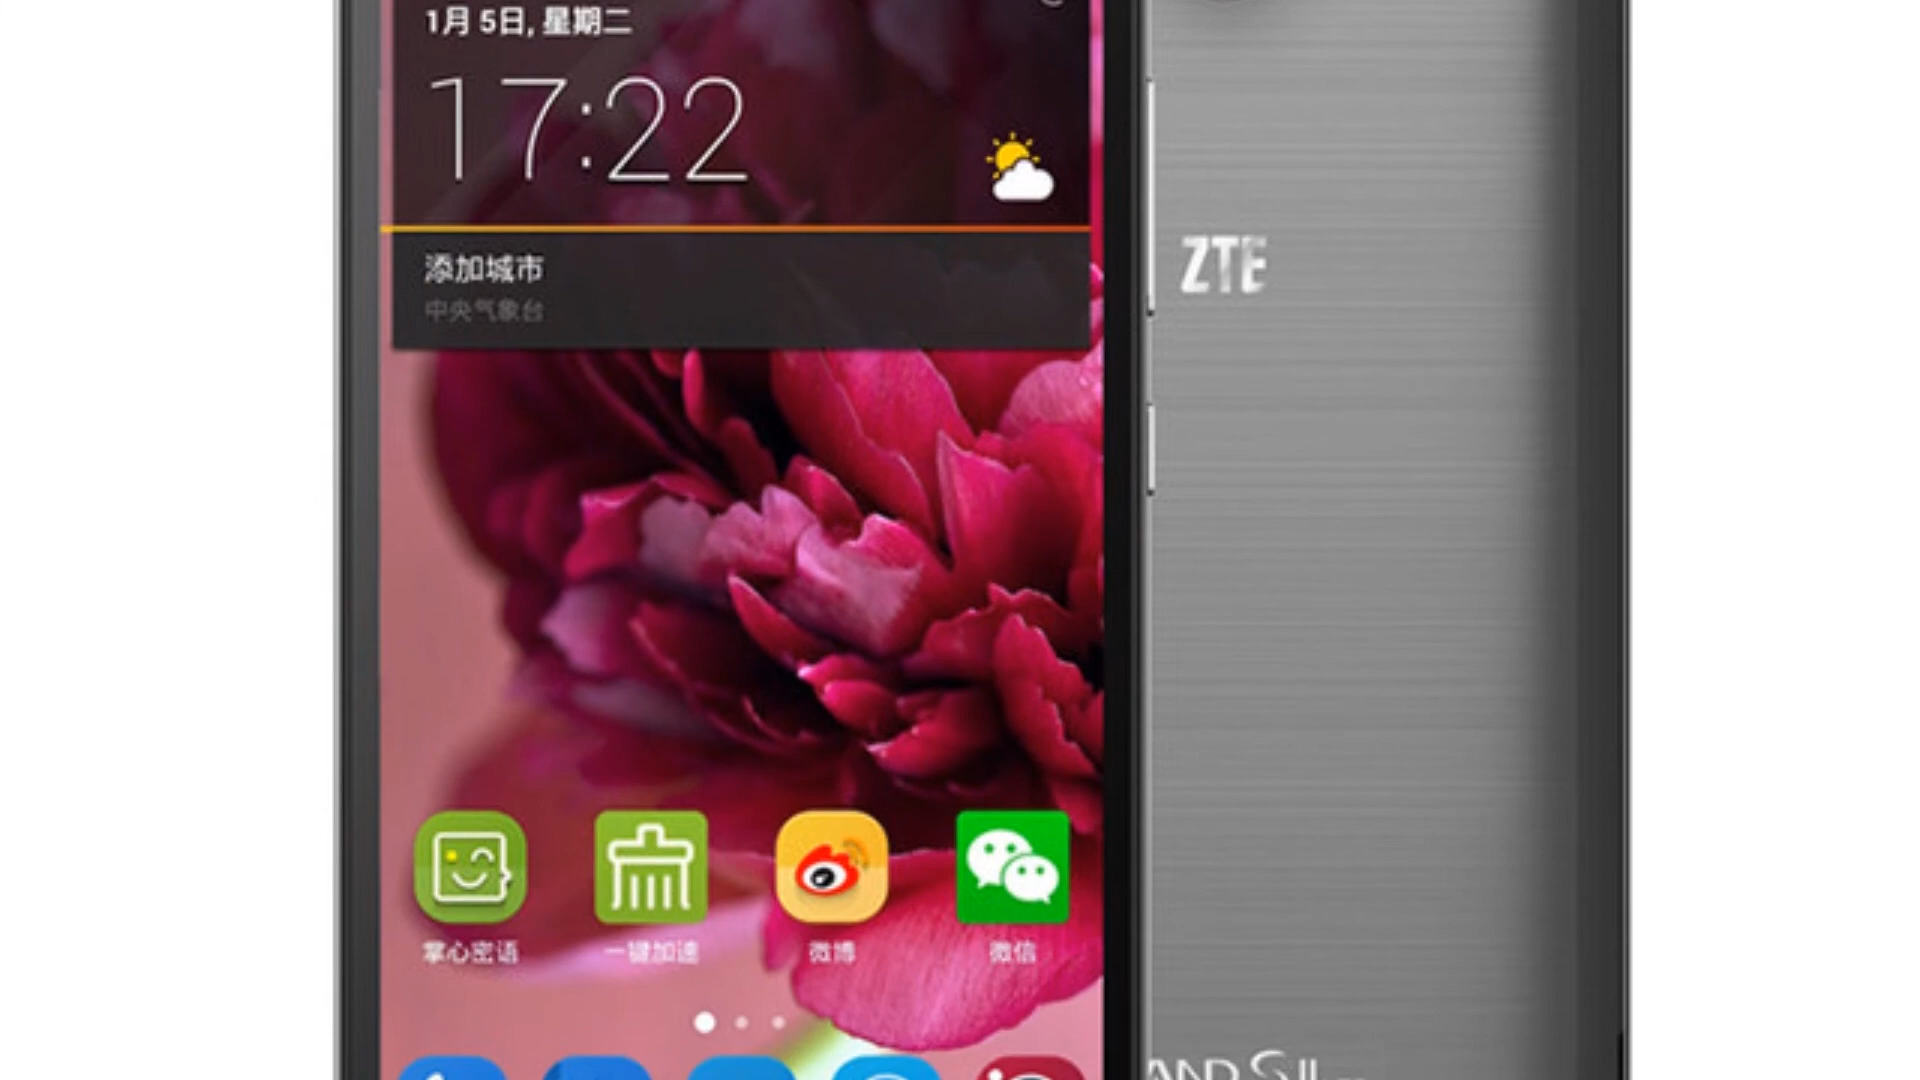 1月 5日, 星期二
17:22
添加城市
中央气象台
ZTE
掌心密语
一键加速
微博
微信